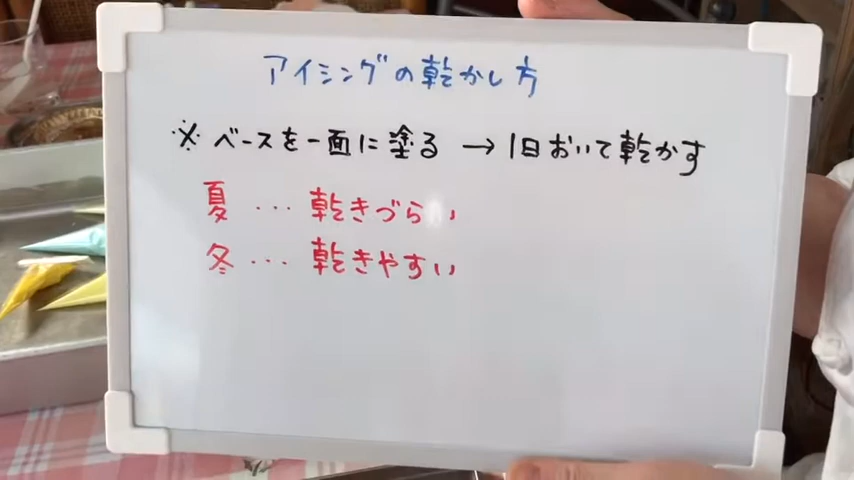 アイシングの乾かし方
※ ベースを一面に塗る → 1日おいて乾かす
夏 … 乾きづらい
冬 … 乾きやすい